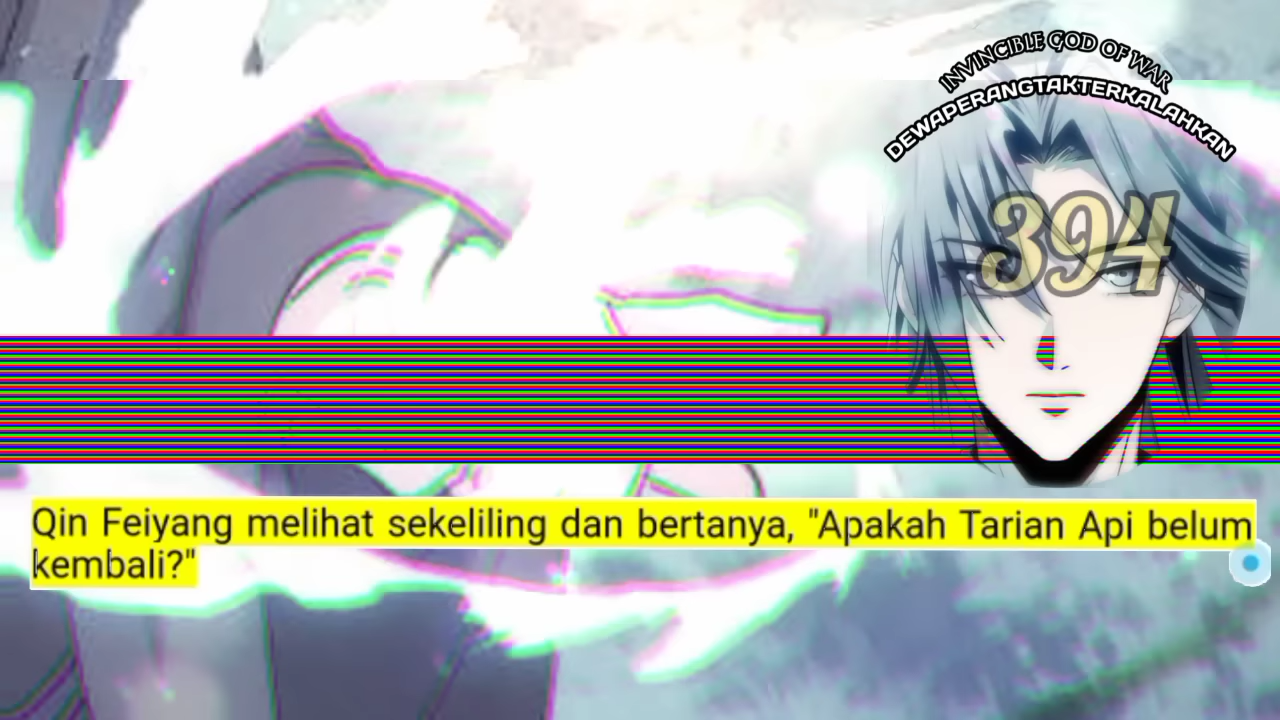 INVINCIBLE GOD OF WAR
DEWAPERANGTAKTERKALAHKAN
394
Qin Feiyang melihat sekeliling dan bertanya, "Apakah Tarian Api belum
kembali?"